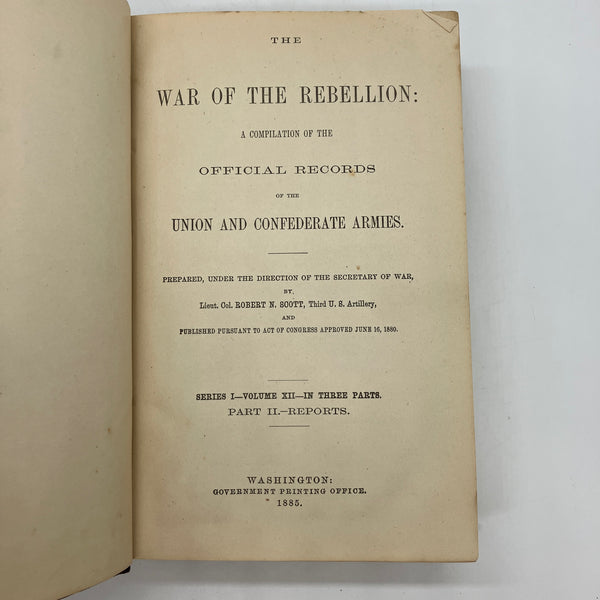 THE
WAR OF THE REBELLION:
A COMPILATION OF THE
OFFICIAL RECORDS
OF THE
UNION AND CONFEDERATE ARMIES.
PREPARED, UNDER THE DIRECTION OF THE SECRETARY OF WAR,
BY,
Lieut. Col. ROBERT N. SCOTT, Third U. S. Artillery,
AND
PUBLISHED PURSUANT TO ACT OF CONGRESS APPROVED JUNE 16, 1880.
SERIES I—VOLUME XII—IN THREE PARTS.
PART II.—REPORTS.
WASHINGTON:
GOVERNMENT PRINTING OFFICE.
1885.